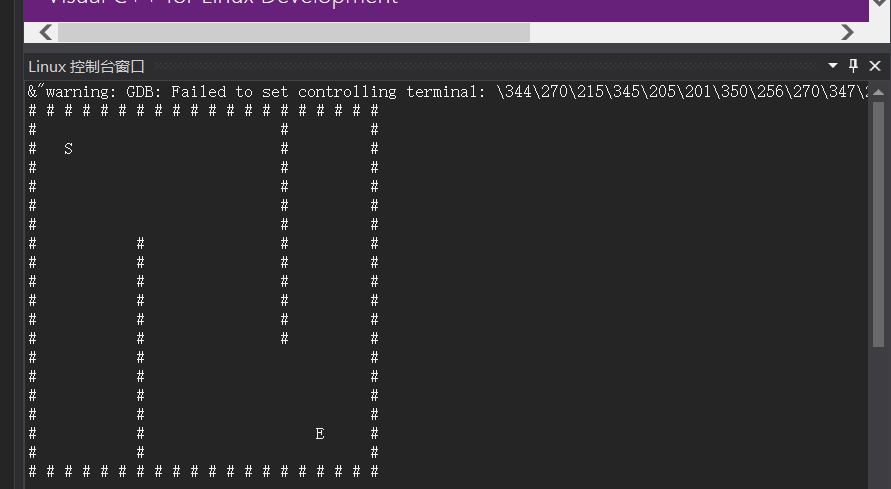 Visual C++ for Linux Development
Linux 控制台窗口
&"warning: GDB: Failed to set controlling terminal: \344\270\215\345\205\201\350\256\270\347\
# # # # # # # # # # # # # # # # # # # #
#                           #         #
#   S                       #         #
#                           #         #
#                           #         #
#                           #         #
#                           #         #
#           #               #         #
#           #               #         #
#           #               #         #
#           #               #         #
#           #               #         #
#           #               #         #
#           #                         #
#           #                         #
#           #                         #
#           #                         #
#           #                   E     #
#           #                         #
# # # # # # # # # # # # # # # # # # # #